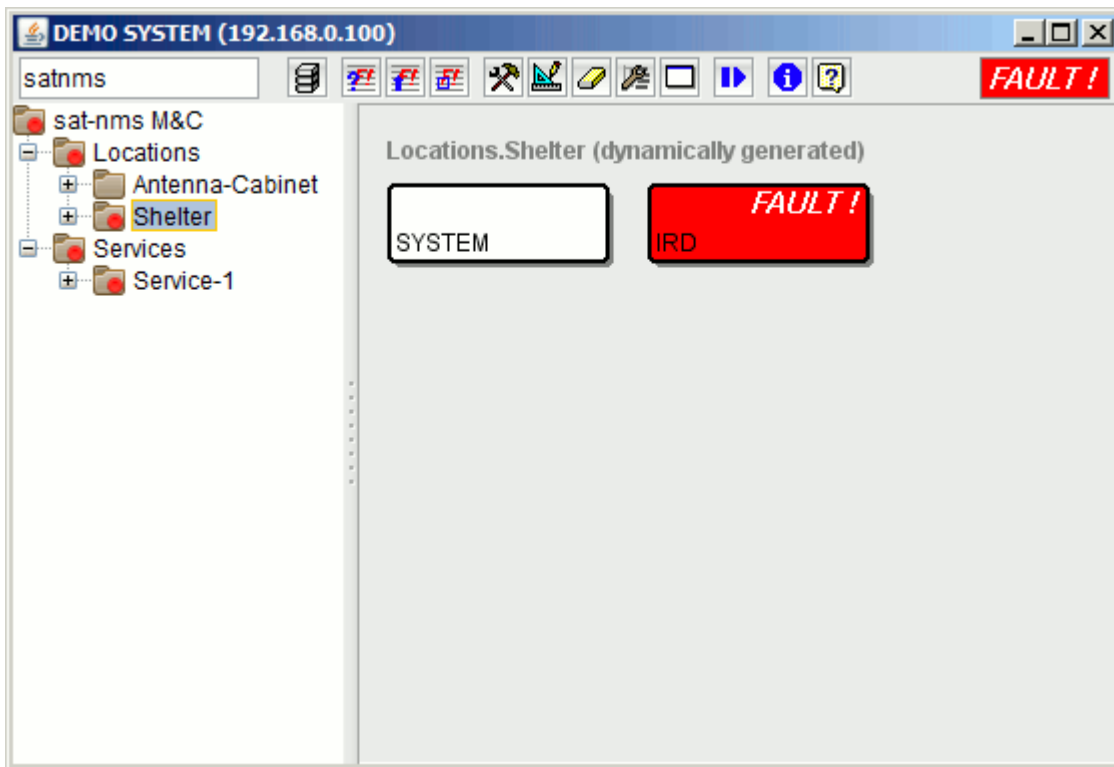 DEMO SYSTEM (192.168.0.100)
satnms
FAULT !
sat-nms M&C
Locations
Antenna-Cabinet
Shelter
Services
Service-1
Locations.Shelter (dynamically generated)
SYSTEM
FAULT !
IRD